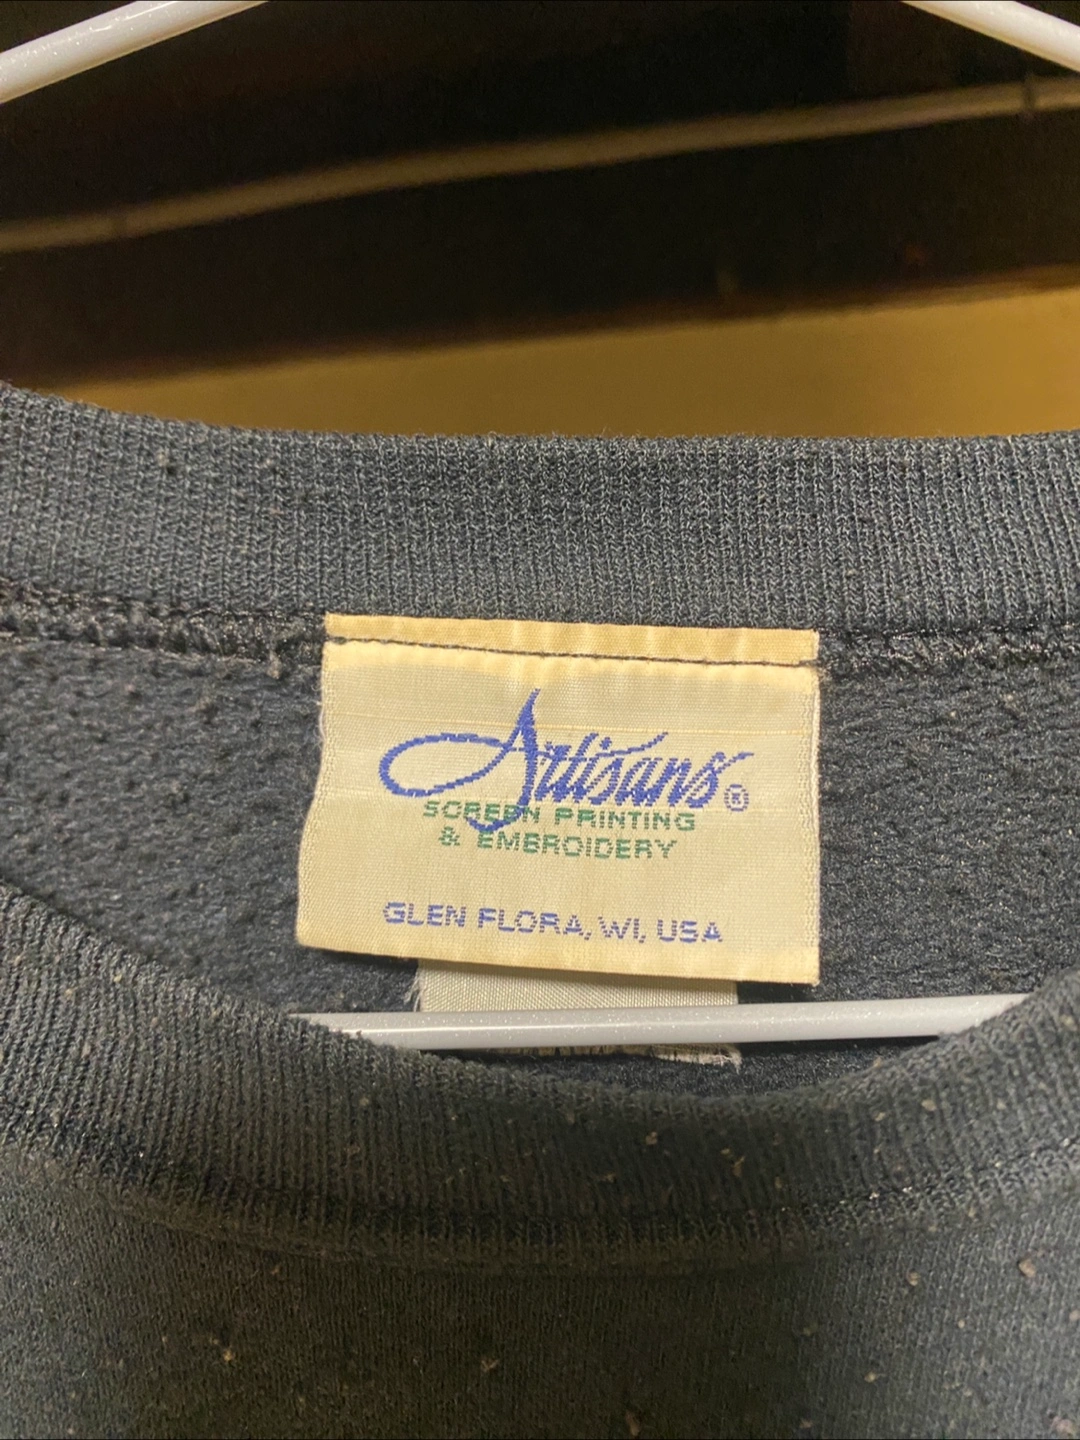 Artisans®
SCREEN PRINTING
& EMBROIDERY
GLEN FLORA, WI, USA